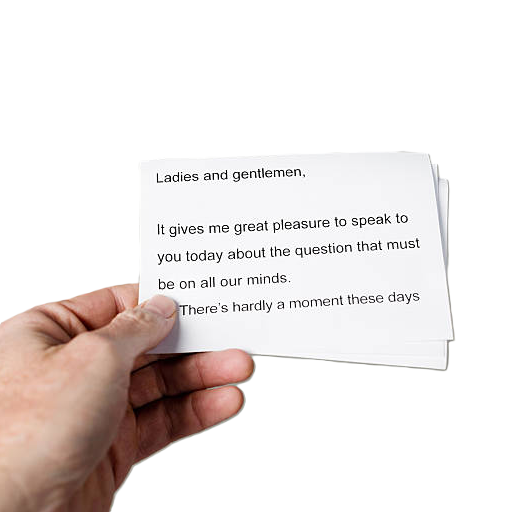 Ladies and gentlemen,
It gives me great pleasure to speak to
you today about the question that must
be on all our minds.
There's hardly a moment these days